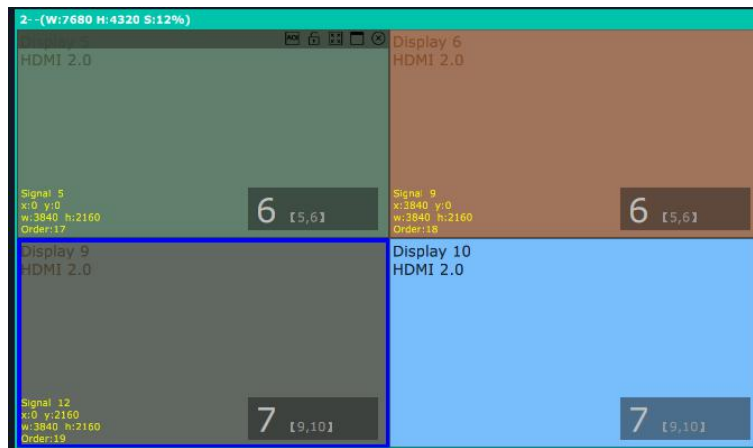 2- -(W:7680 H:4320 S:12%)
Display 5
HDMI 2.0
Signal 5
x:0 y:0
w:3840 h:2160
Order:17
6 【5,6】
Display 6
HDMI 2.0
Signal 9
x:3840 y:0
w:3840 h:2160
Order:18
6 【5,6】
Display 9
HDMI 2.0
Signal 12
x:0 y:2160
w:3840 h:2160
Order:19
7 【9,10】
Display 10
HDMI 2.0
7 【9,10】